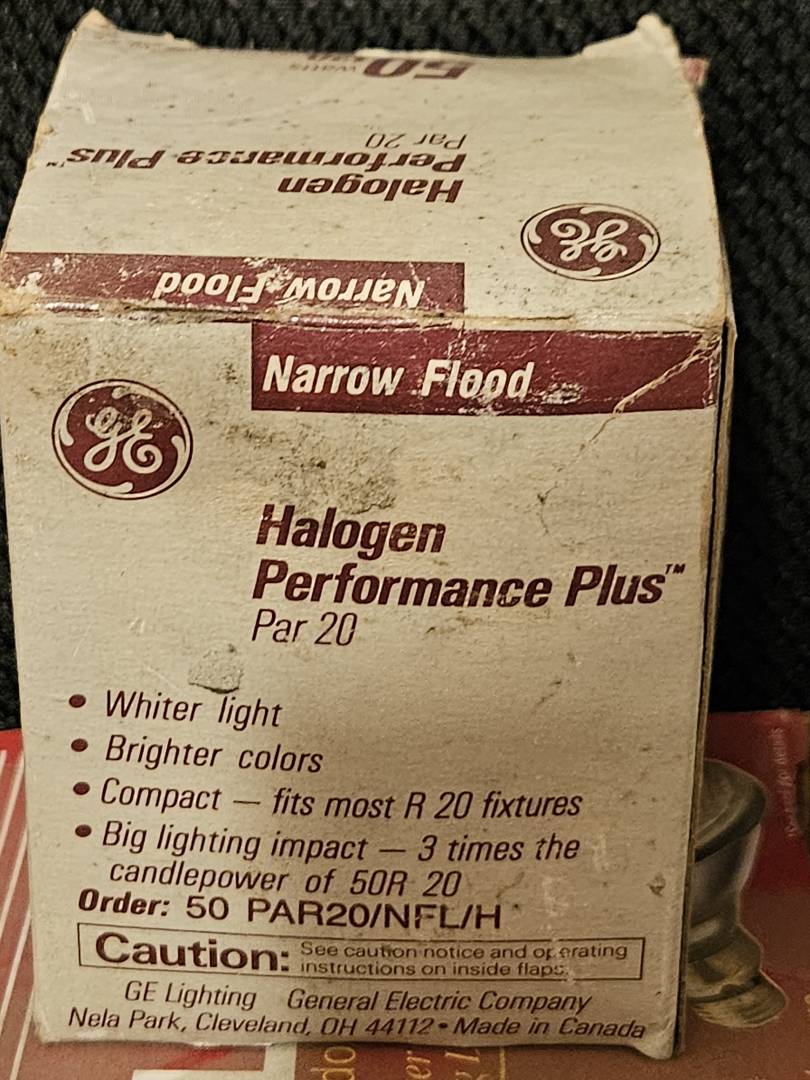 50 watts
Par 20
Performance Plus™
Halogen
GE
Narrow Flood
Narrow Flood
GE
Halogen
Performance Plus™
Par 20
• Whiter light
• Brighter colors
• Compact — fits most R 20 fixtures
• Big lighting impact — 3 times the
candlepower of 50R 20
Order: 50 PAR20/NFL/H
Caution: See caution notice and operating
instructions on inside flaps.
GE Lighting General Electric Company
Nela Park, Cleveland, OH 44112 • Made in Canada